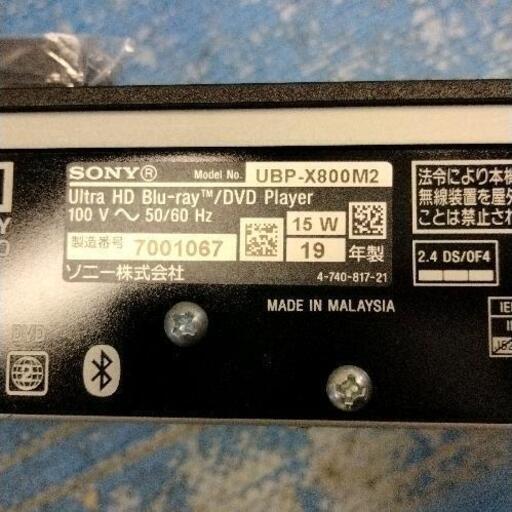 SONY® Model No. UBP-X800M2
Ultra HD Blu-ray™/DVD Player
100 V ～ 50/60 Hz
15 W
製造番号 7001067
19 年製
ソニー株式会社
4-740-817-21
MADE IN MALAYSIA
法令により本機
無線装置を屋外
ことは禁止され
2.4 DS/OF4
DVD
2